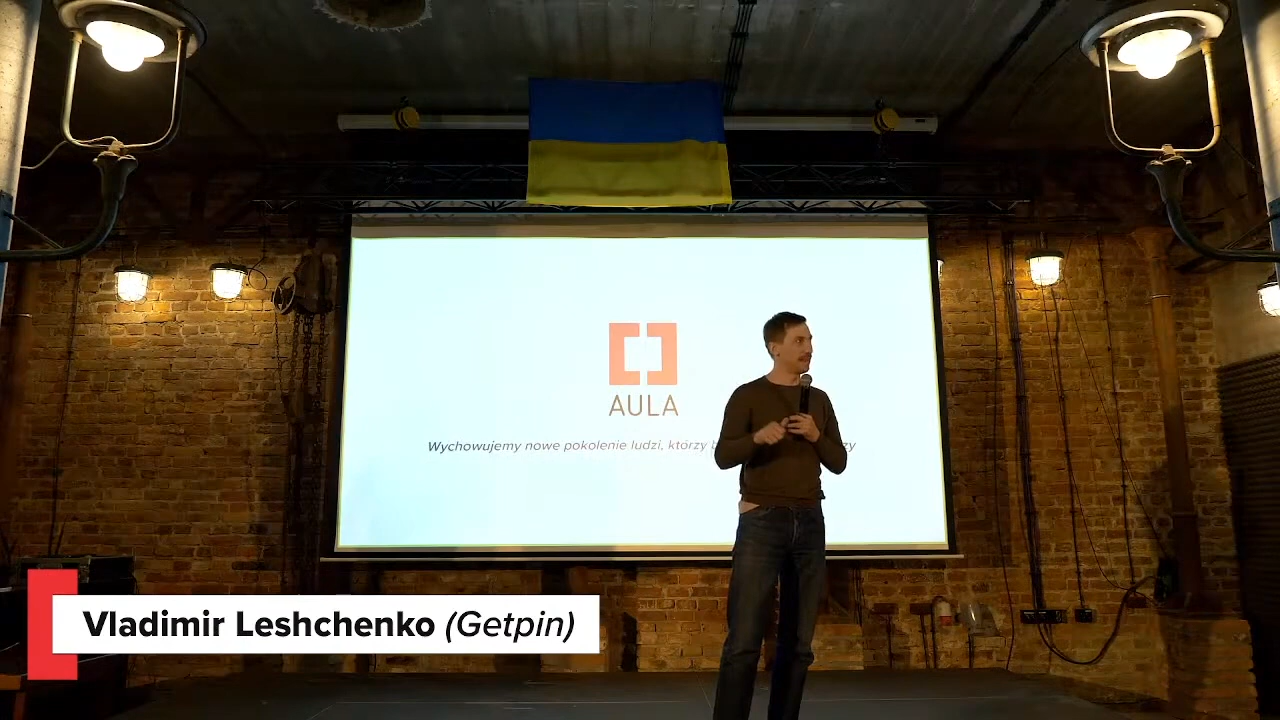 AULA
Wychowujemy nowe pokolenie ludzi, którzy
Vladimir Leshchenko (Getpin)